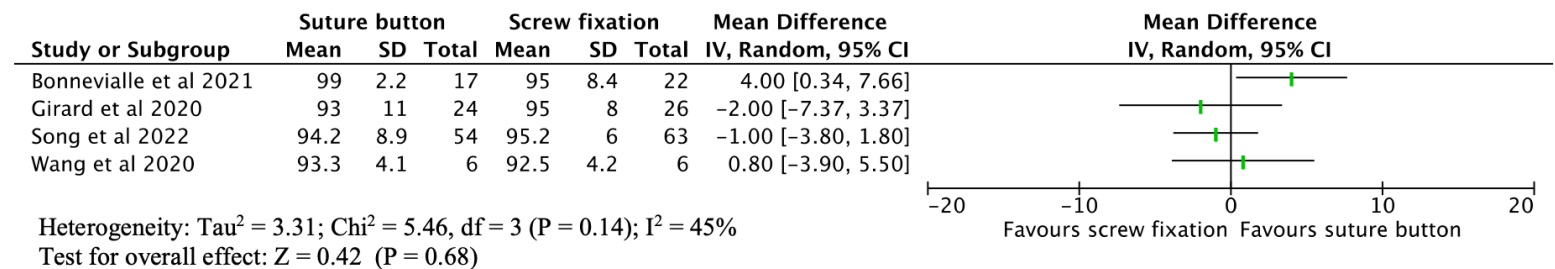 Suture button Screw fixation Mean Difference Mean Difference
Study or Subgroup Mean SD Total Mean SD Total IV, Random, 95% CI IV, Random, 95% CI
Bonnevialle et al 2021 99 2.2 17 95 8.4 22 4.00 [0.34, 7.66]
Girard et al 2020 93 11 24 95 8 26 −2.00 [−7.37, 3.37]
Song et al 2022 94.2 8.9 54 95.2 6 63 −1.00 [−3.80, 1.80]
Wang et al 2020 93.3 4.1 6 92.5 4.2 6 0.80 [−3.90, 5.50]
−20 −10 0 10 20
Favours screw fixation Favours suture button
Heterogeneity: Tau² = 3.31; Chi² = 5.46, df = 3 (P = 0.14); I² = 45%
Test for overall effect: Z = 0.42 (P = 0.68)